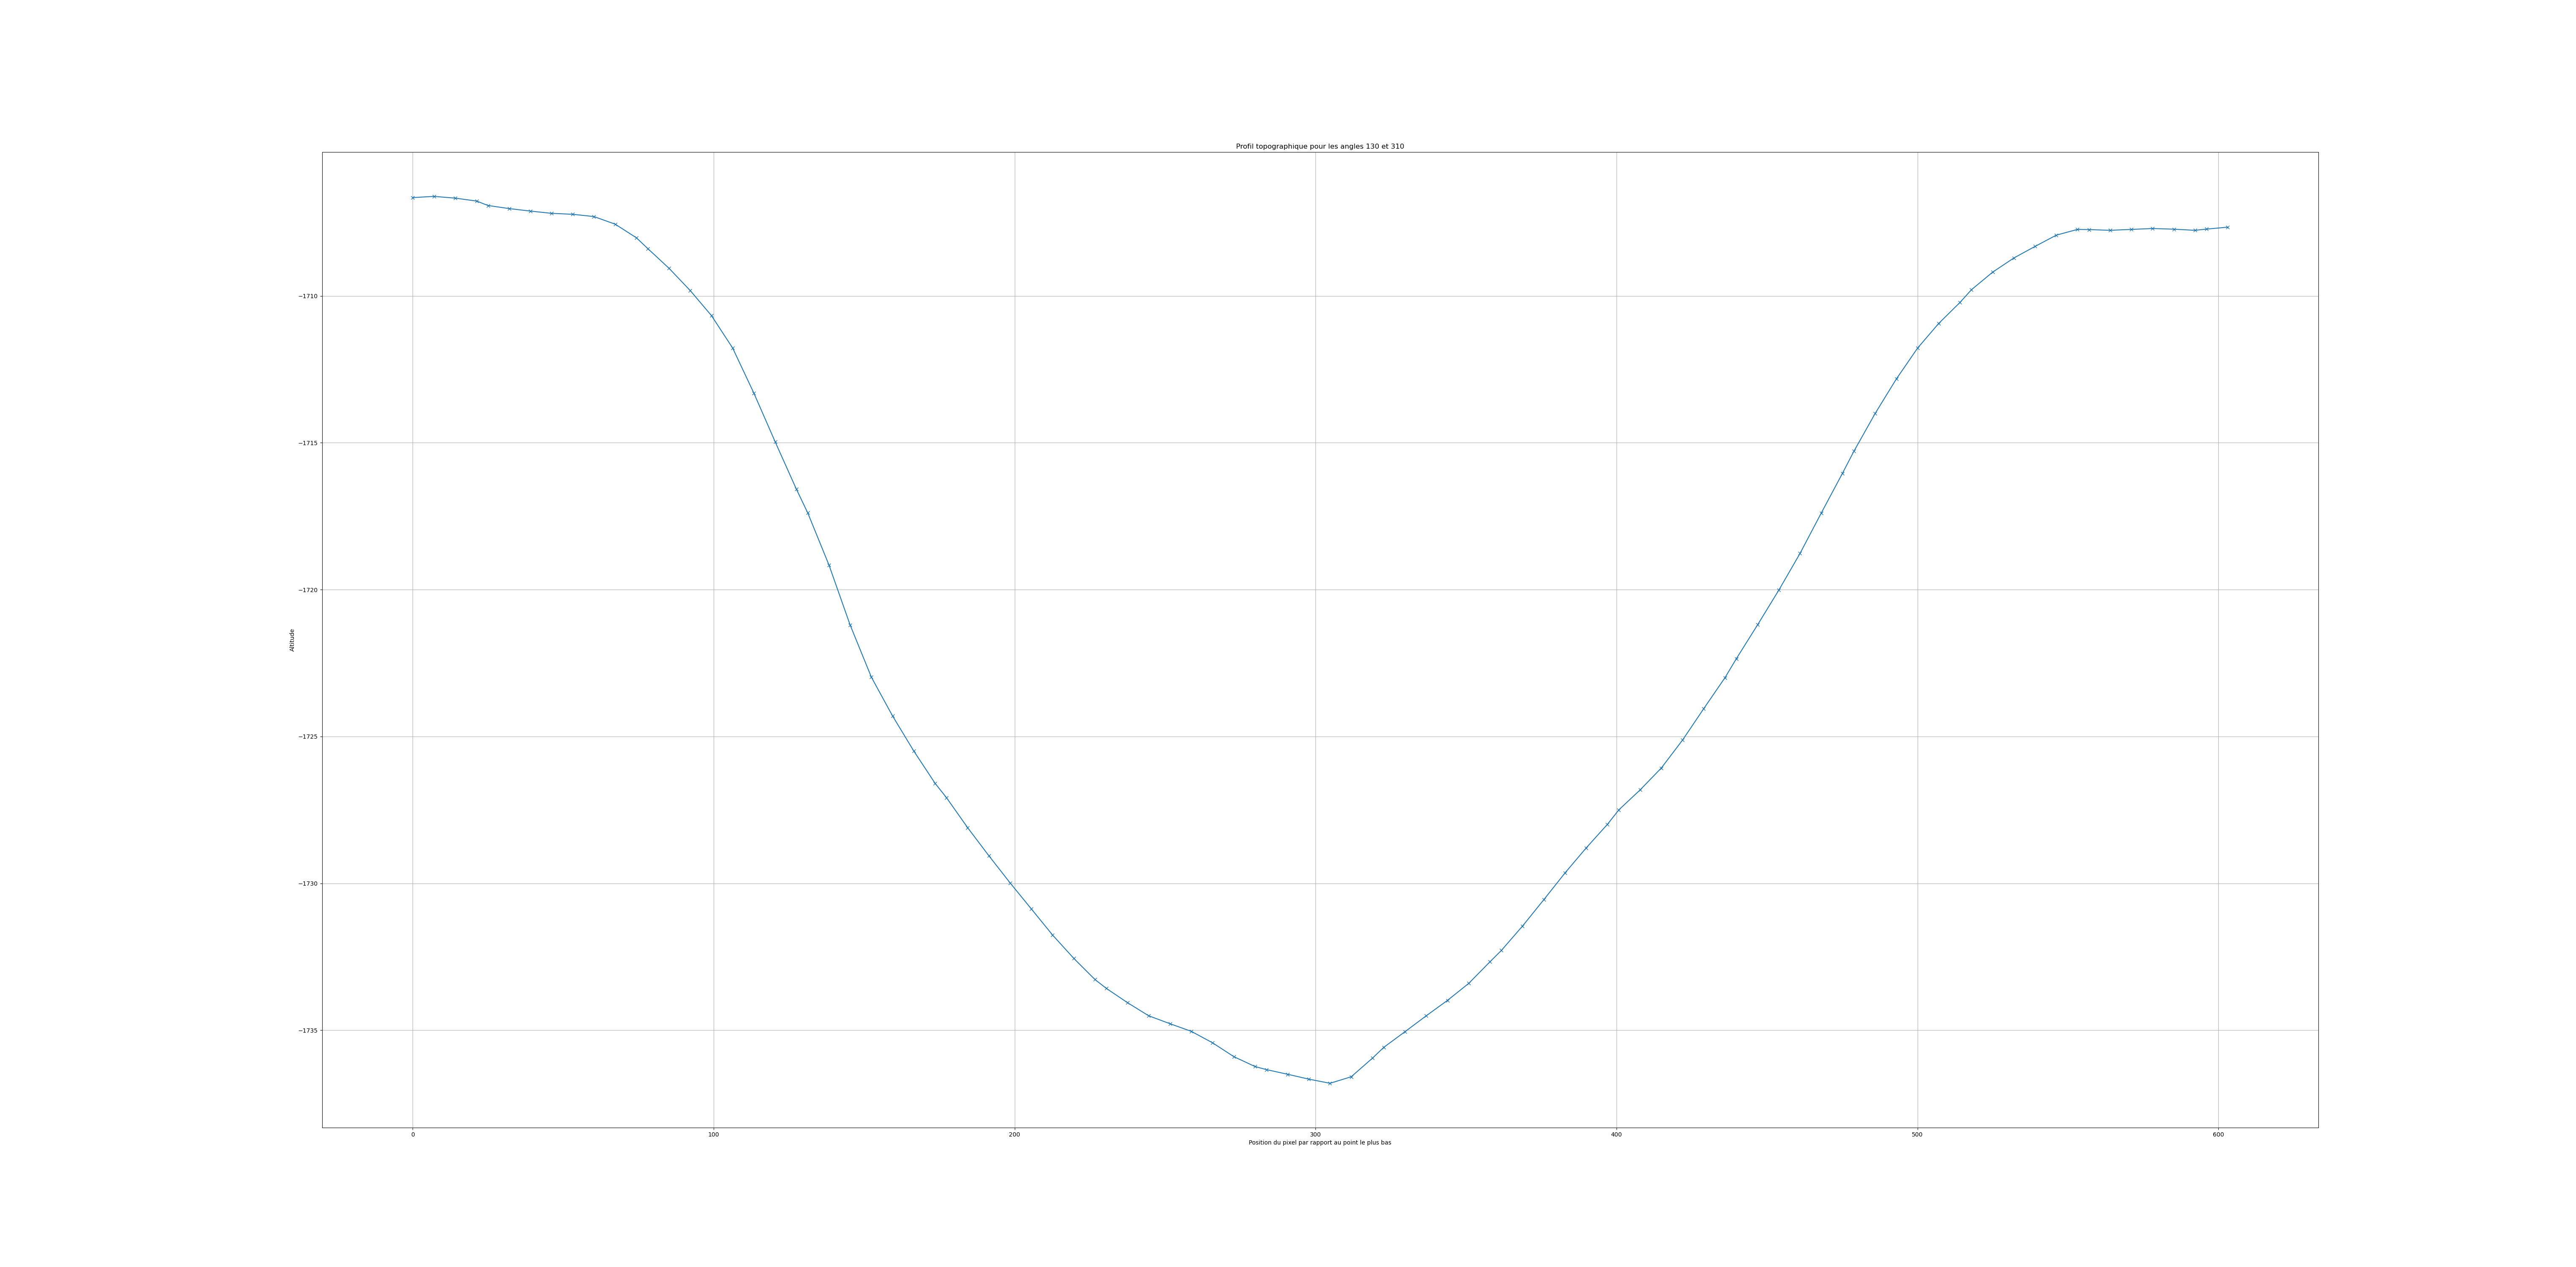 Profil topographique pour les angles 130 et 310
Altitude
−1710
−1715
−1720
−1725
−1730
−1735
0 100 200 300 400 500 600
Position du pixel par rapport au point le plus bas